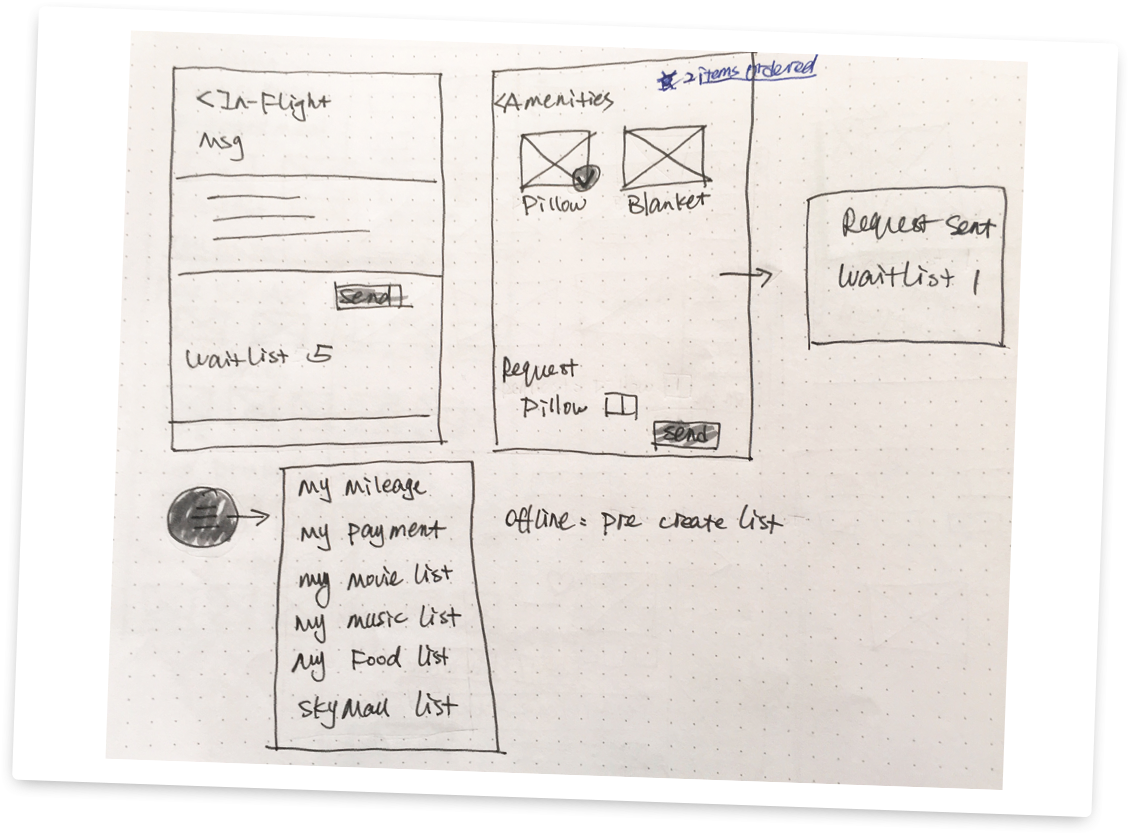 <In-Flight
Msg
send
waitlist 5
2 items ordered
<Amenities
Pillow
Blanket
Request
Pillow 1
send
Request Sent
waitlist 1
my mileage
my payment
my movie list
my music list
my Food list
skyMall list
offline: pre create list